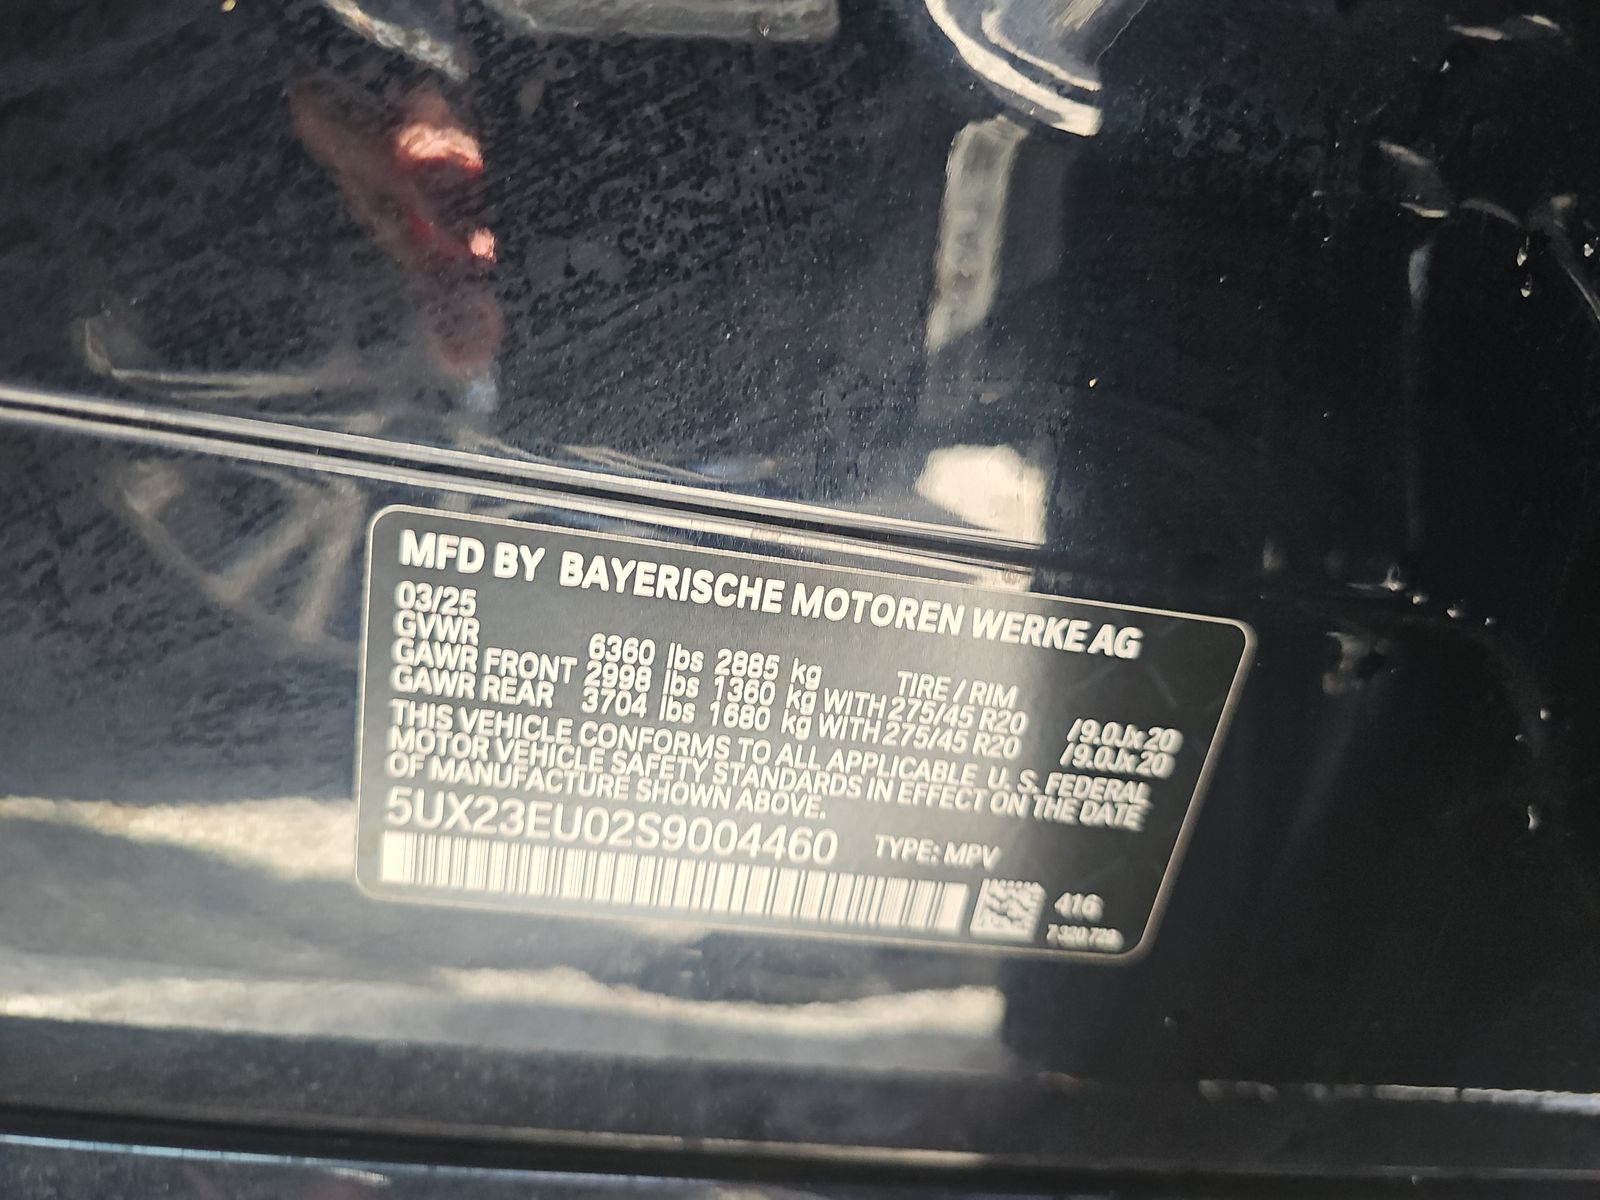 MFD BY BAYERISCHE MOTOREN WERKE AG
03/25
GVWR 6360 lbs 2885 kg TIRE / RIM
GAWR FRONT 2998 lbs 1360 kg WITH 275/45 R20 /9.0Jx20
GAWR REAR 3704 lbs 1680 kg WITH 275/45 R20 /9.0Jx20
THIS VEHICLE CONFORMS TO ALL APPLICABLE U. S. FEDERAL
MOTOR VEHICLE SAFETY STANDARDS IN EFFECT ON THE DATE
OF MANUFACTURE SHOWN ABOVE.
5UX23EU02S9004460 TYPE: MPV
416